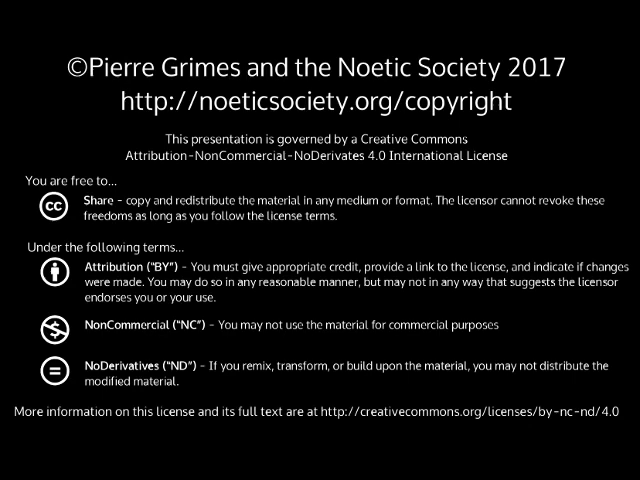 ©Pierre Grimes and the Noetic Society 2017
http://noeticsociety.org/copyright
This presentation is governed by a Creative Commons
Attribution-NonCommercial-NoDerivates 4.0 International License
You are free to...
cc
Share - copy and redistribute the material in any medium or format. The licensor cannot revoke these
freedoms as long as you follow the license terms.
Under the following terms...
Attribution ("BY") - You must give appropriate credit, provide a link to the license, and indicate if changes
were made. You may do so in any reasonable manner, but may not in any way that suggests the licensor
endorses you or your use.
NonCommercial ("NC") - You may not use the material for commercial purposes
NoDerivatives ("ND") - If you remix, transform, or build upon the material, you may not distribute the
modified material.
More information on this license and its full text are at http://creativecommons.org/licenses/by-nc-nd/4.0